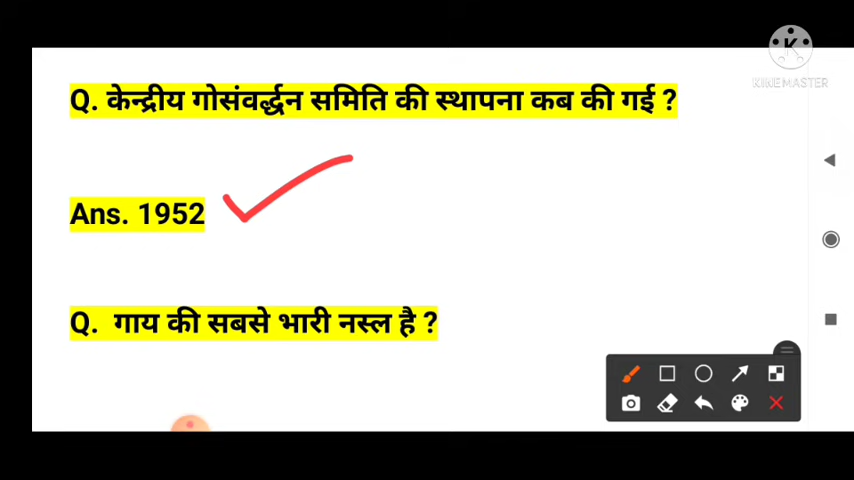 KINEMASTER
Q. केन्द्रीय गोसंवर्द्धन समिति की स्थापना कब की गई ?
Ans. 1952
Q. गाय की सबसे भारी नस्ल है ?